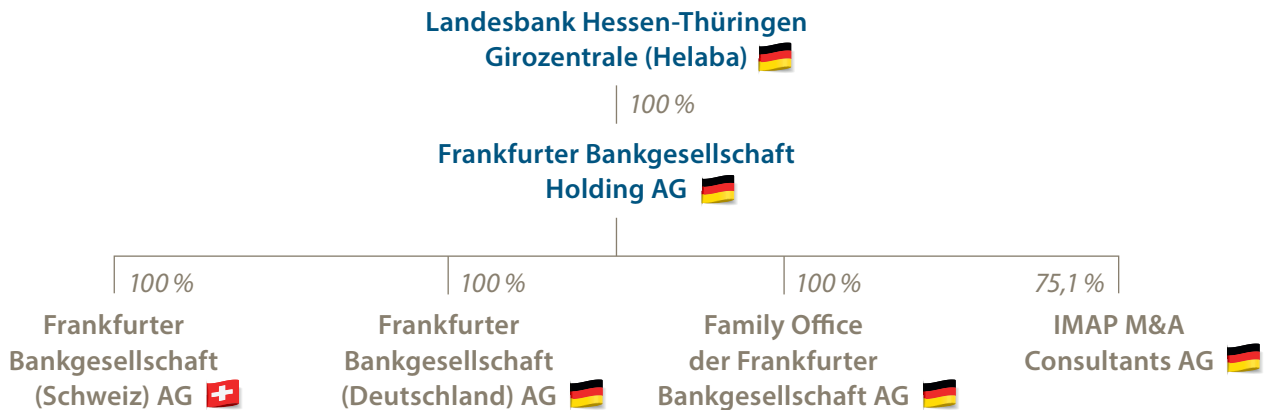 Landesbank Hessen-Thüringen
Girozentrale (Helaba)
100 %
Frankfurter Bankgesellschaft
Holding AG
100 %
100 %
100 %
75,1 %
Frankfurter
Bankgesellschaft
(Schweiz) AG
Frankfurter
Bankgesellschaft
(Deutschland) AG
Family Office
der Frankfurter
Bankgesellschaft AG
IMAP M&A
Consultants AG